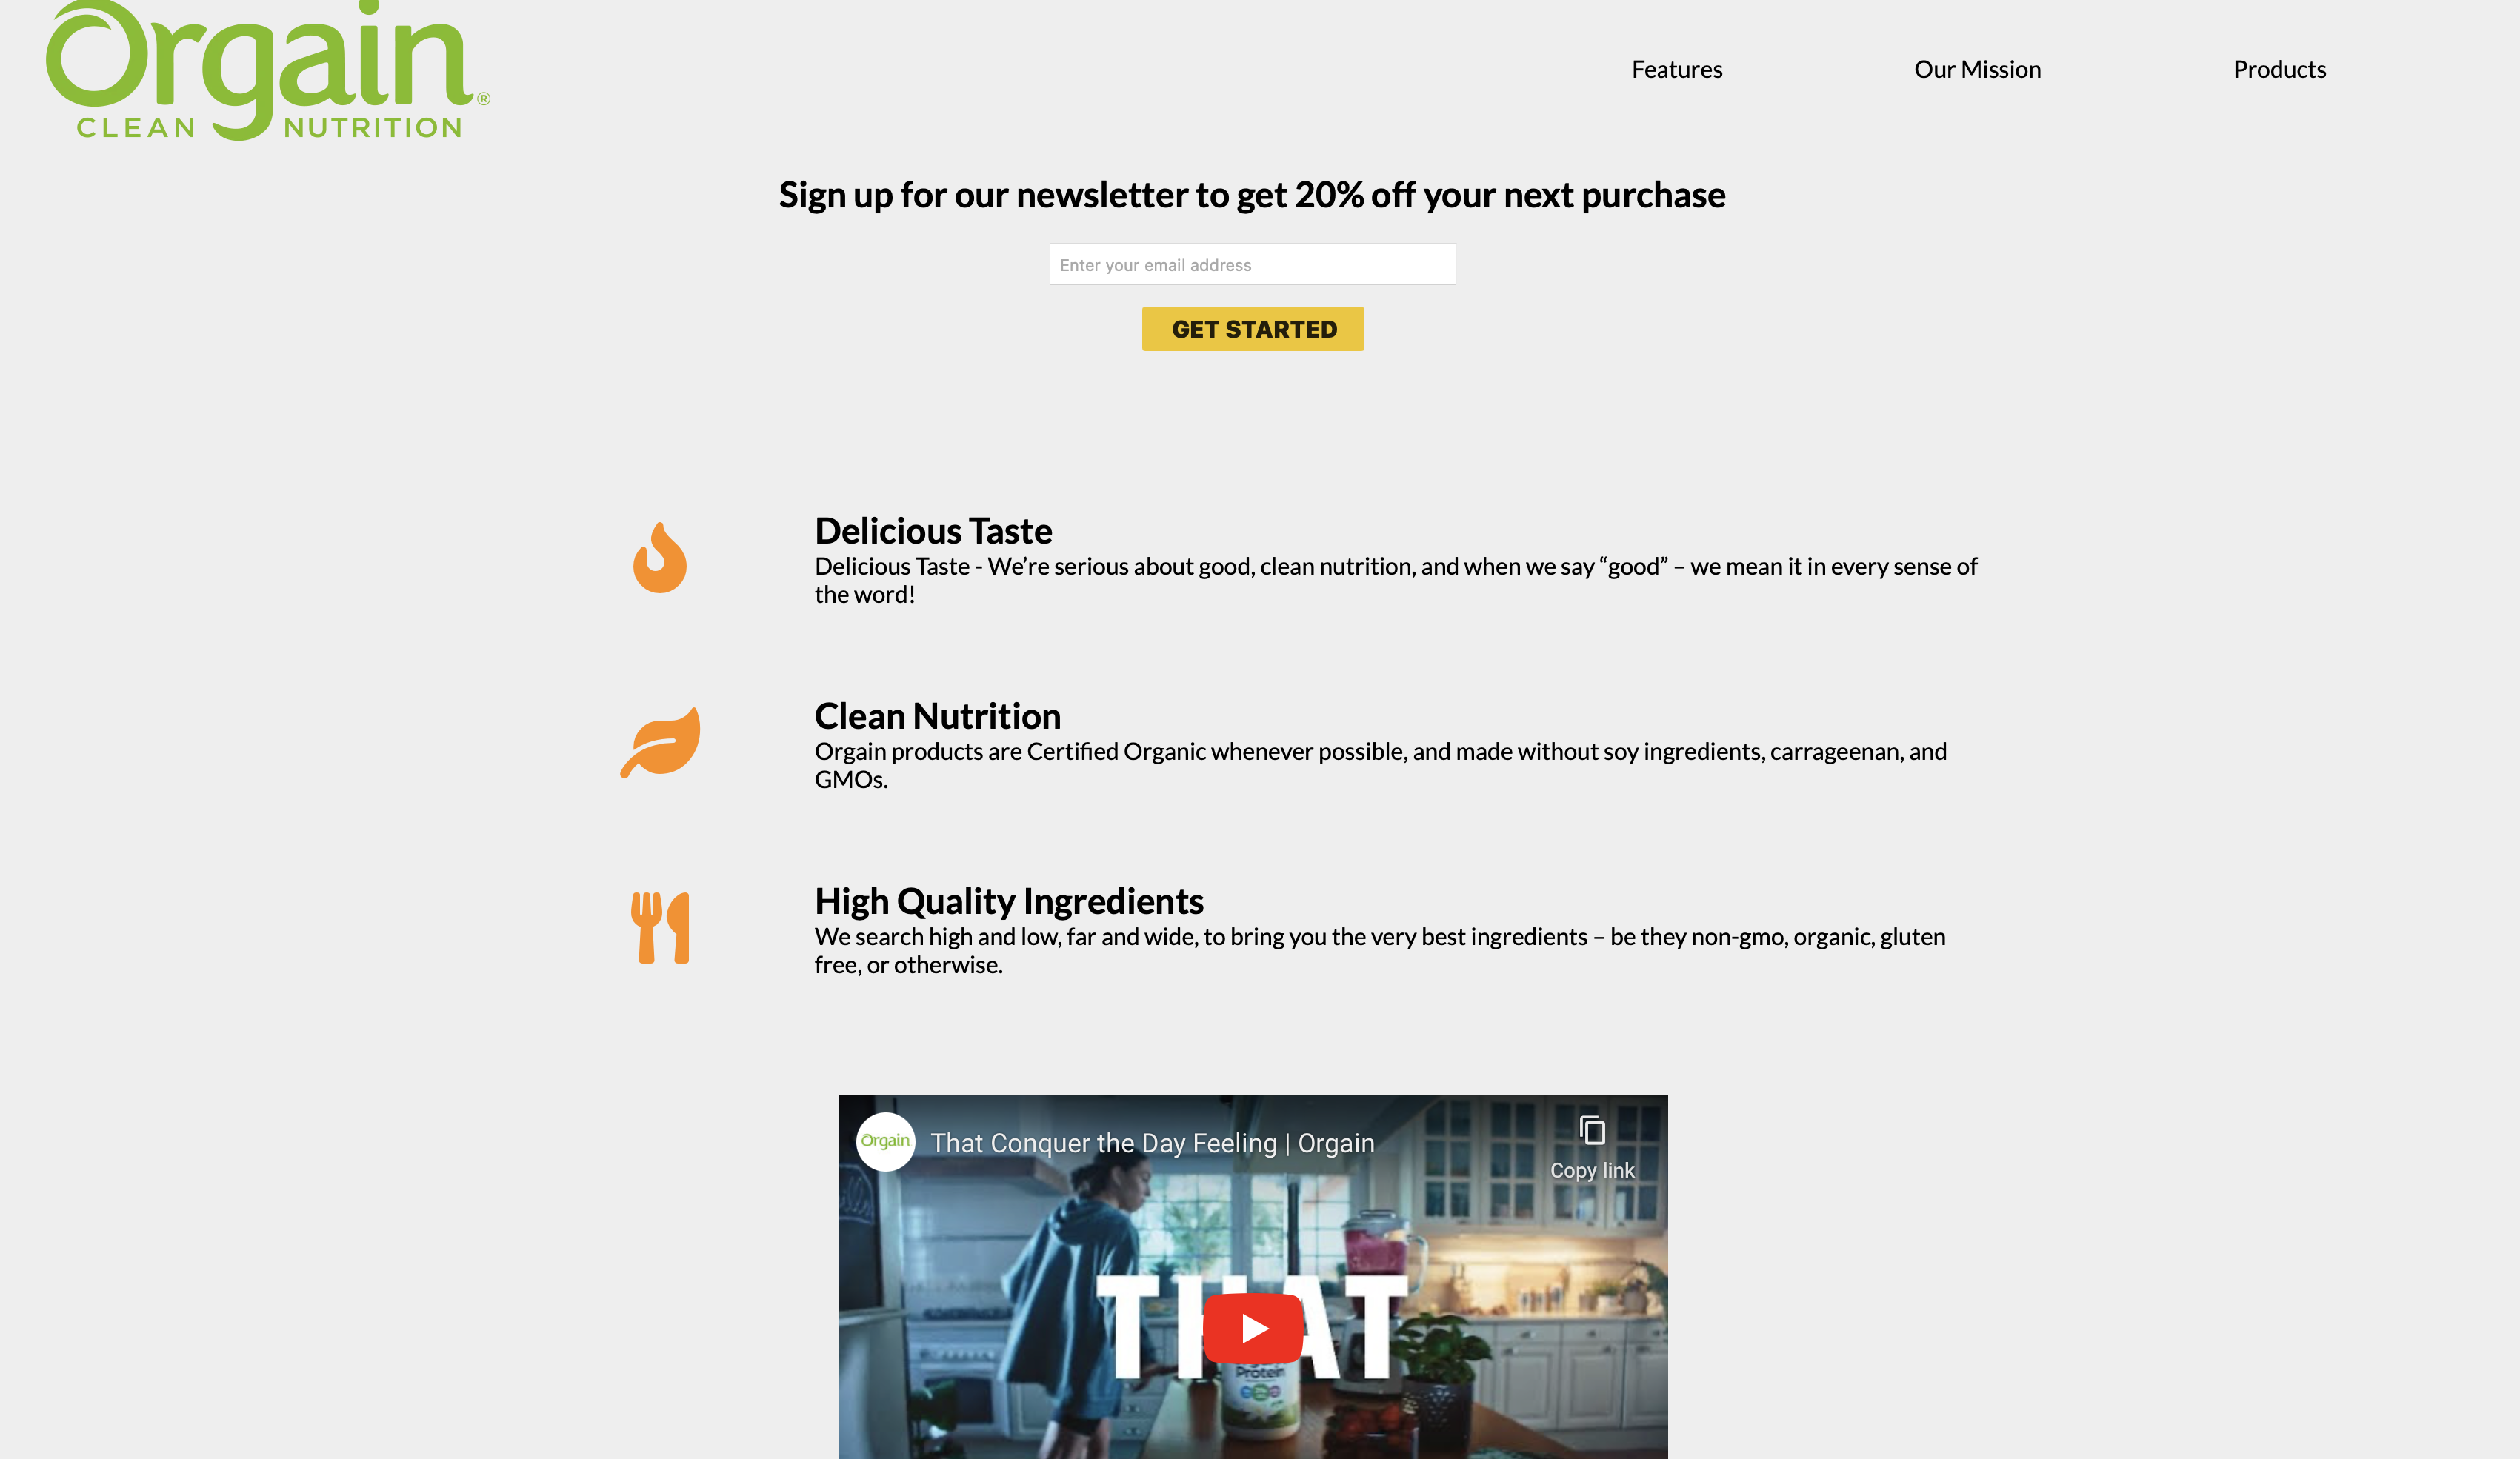 Orgain®
CLEAN NUTRITION
Features
Our Mission
Products
Sign up for our newsletter to get 20% off your next purchase
Enter your email address
GET STARTED
Delicious Taste
Delicious Taste - We’re serious about good, clean nutrition, and when we say “good” – we mean it in every sense of
the word!
Clean Nutrition
Orgain products are Certified Organic whenever possible, and made without soy ingredients, carrageenan, and
GMOs.
High Quality Ingredients
We search high and low, far and wide, to bring you the very best ingredients – be they non-gmo, organic, gluten
free, or otherwise.
Orgain
That Conquer the Day Feeling | Orgain
Copy link
THAT
Protein